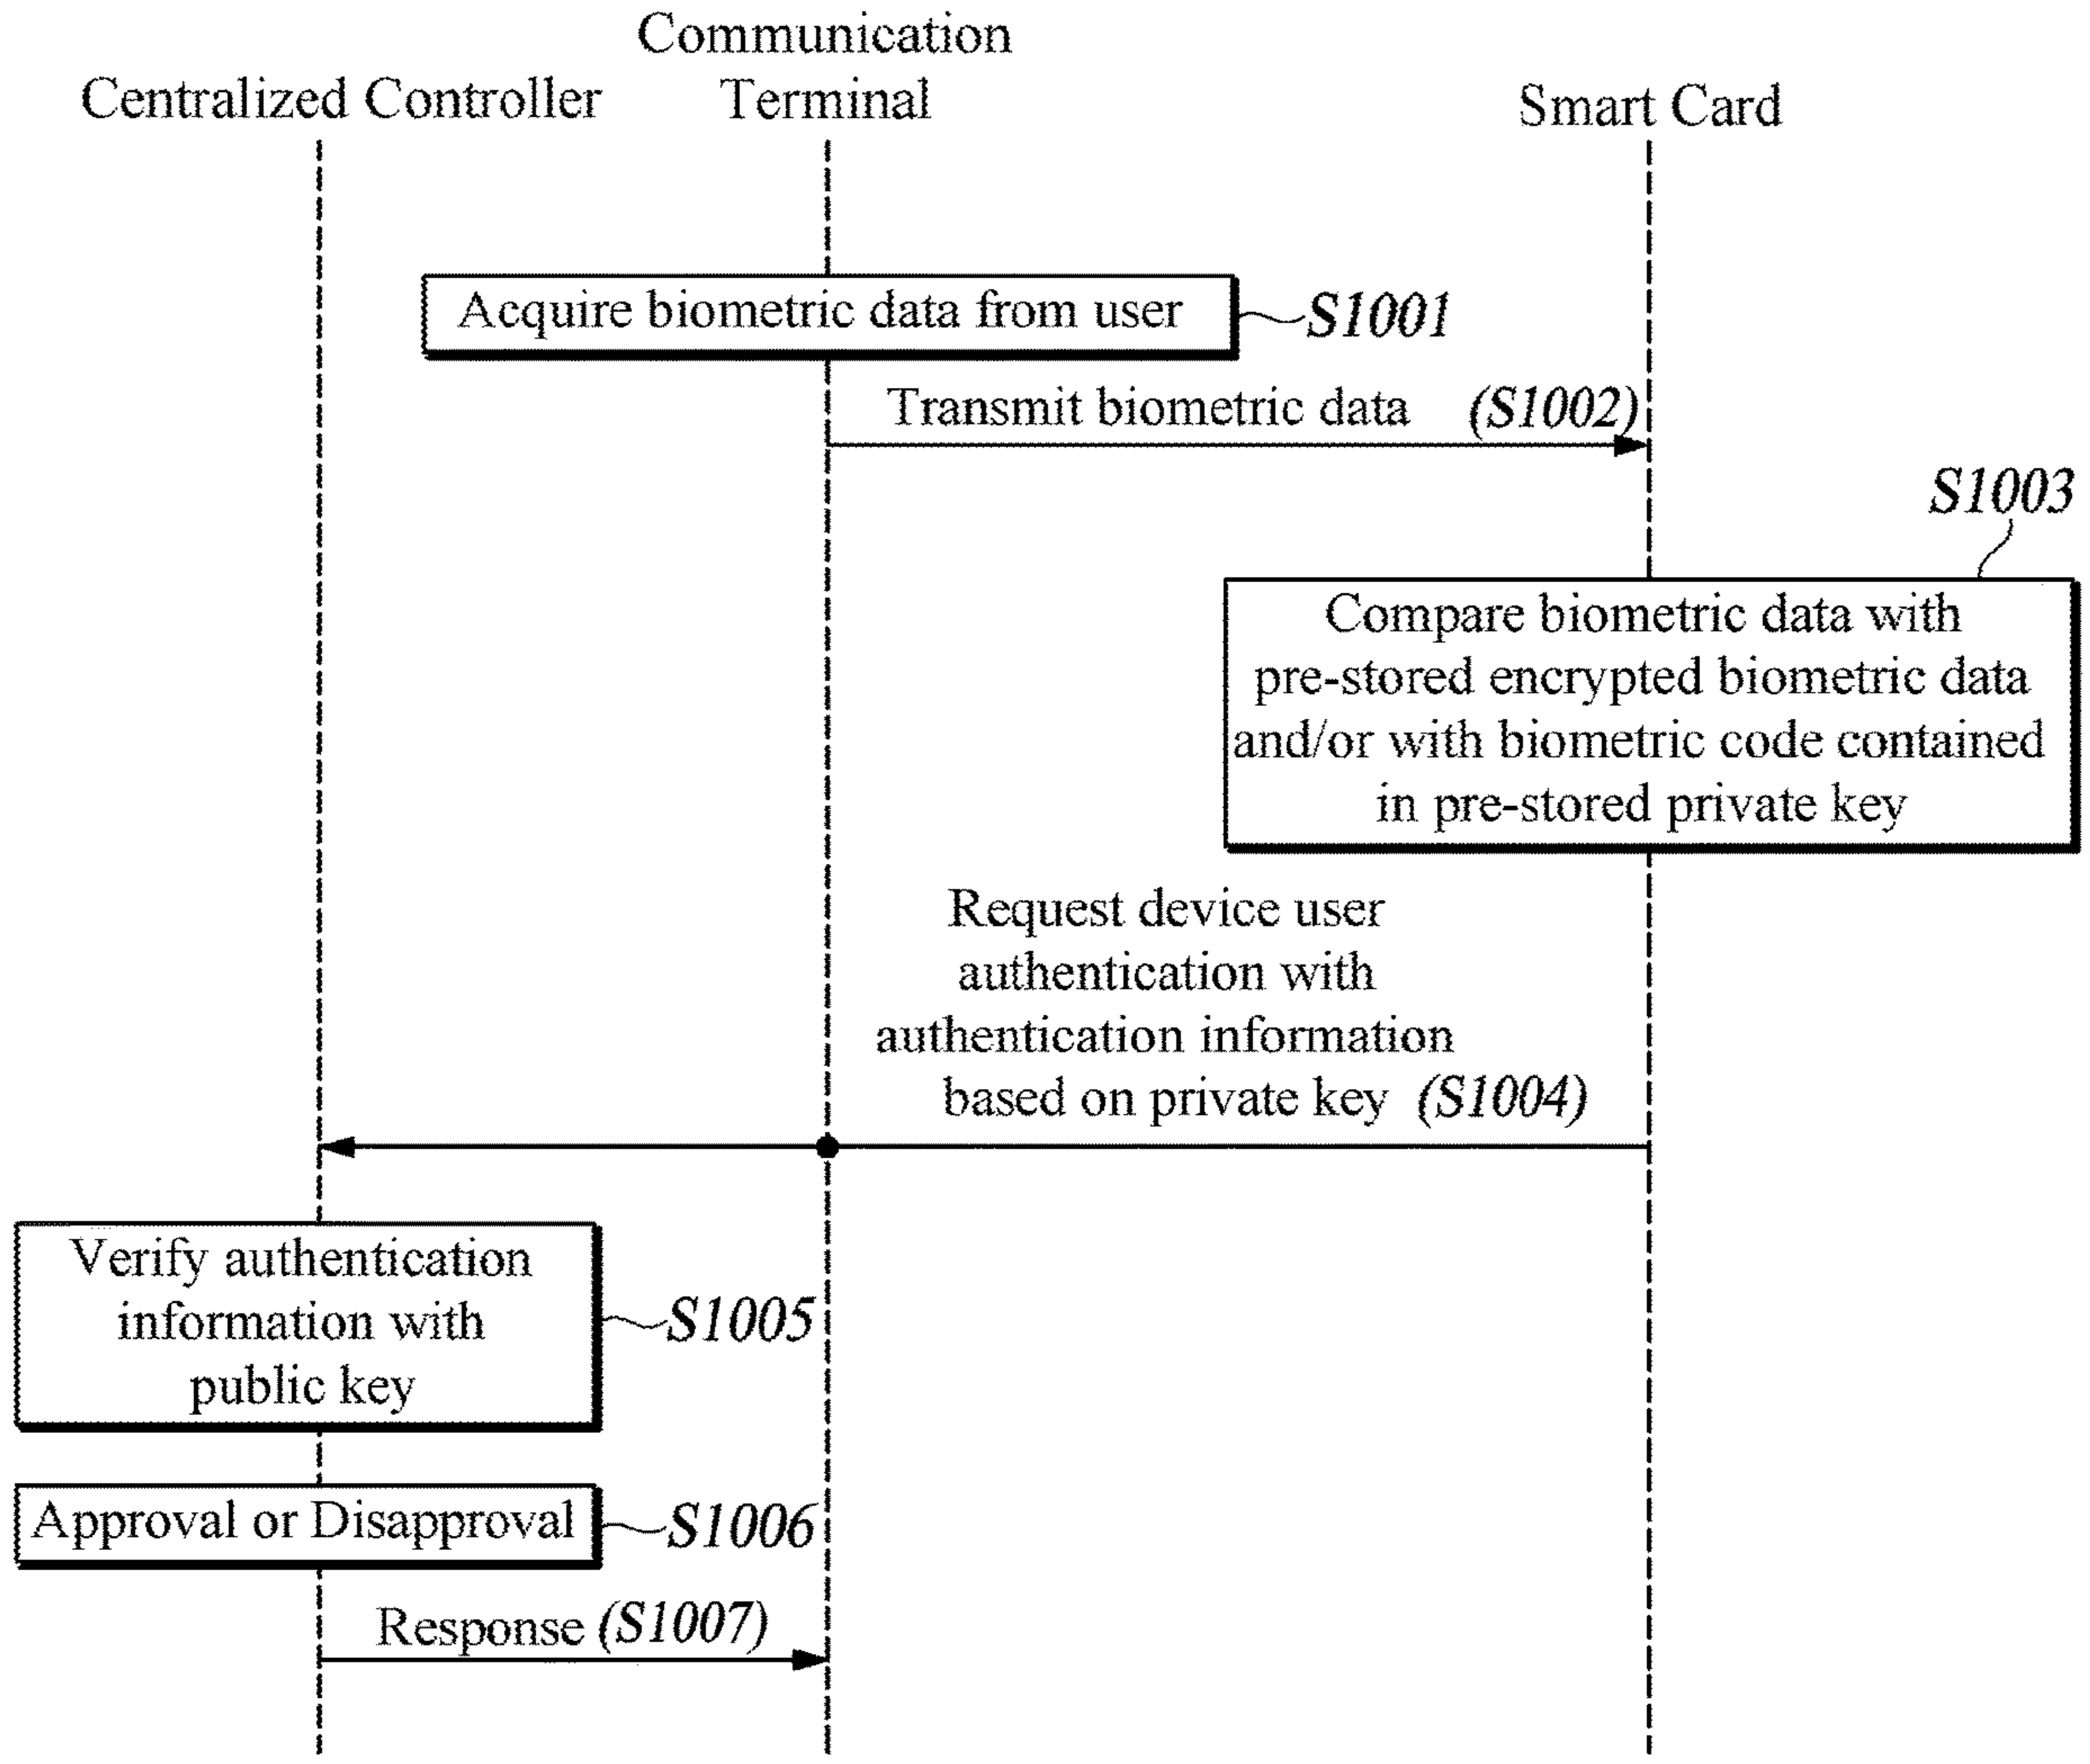 Communication
Centralized Controller Terminal Smart Card
Acquire biometric data from user S1001
Transmit biometric data (S1002)
S1003
Compare biometric data with
pre-stored encrypted biometric data
and/or with biometric code contained
in pre-stored private key
Request device user
authentication with
authentication information
based on private key (S1004)
Verify authentication
information with
public key
S1005
Approval or Disapproval S1006
Response (S1007)